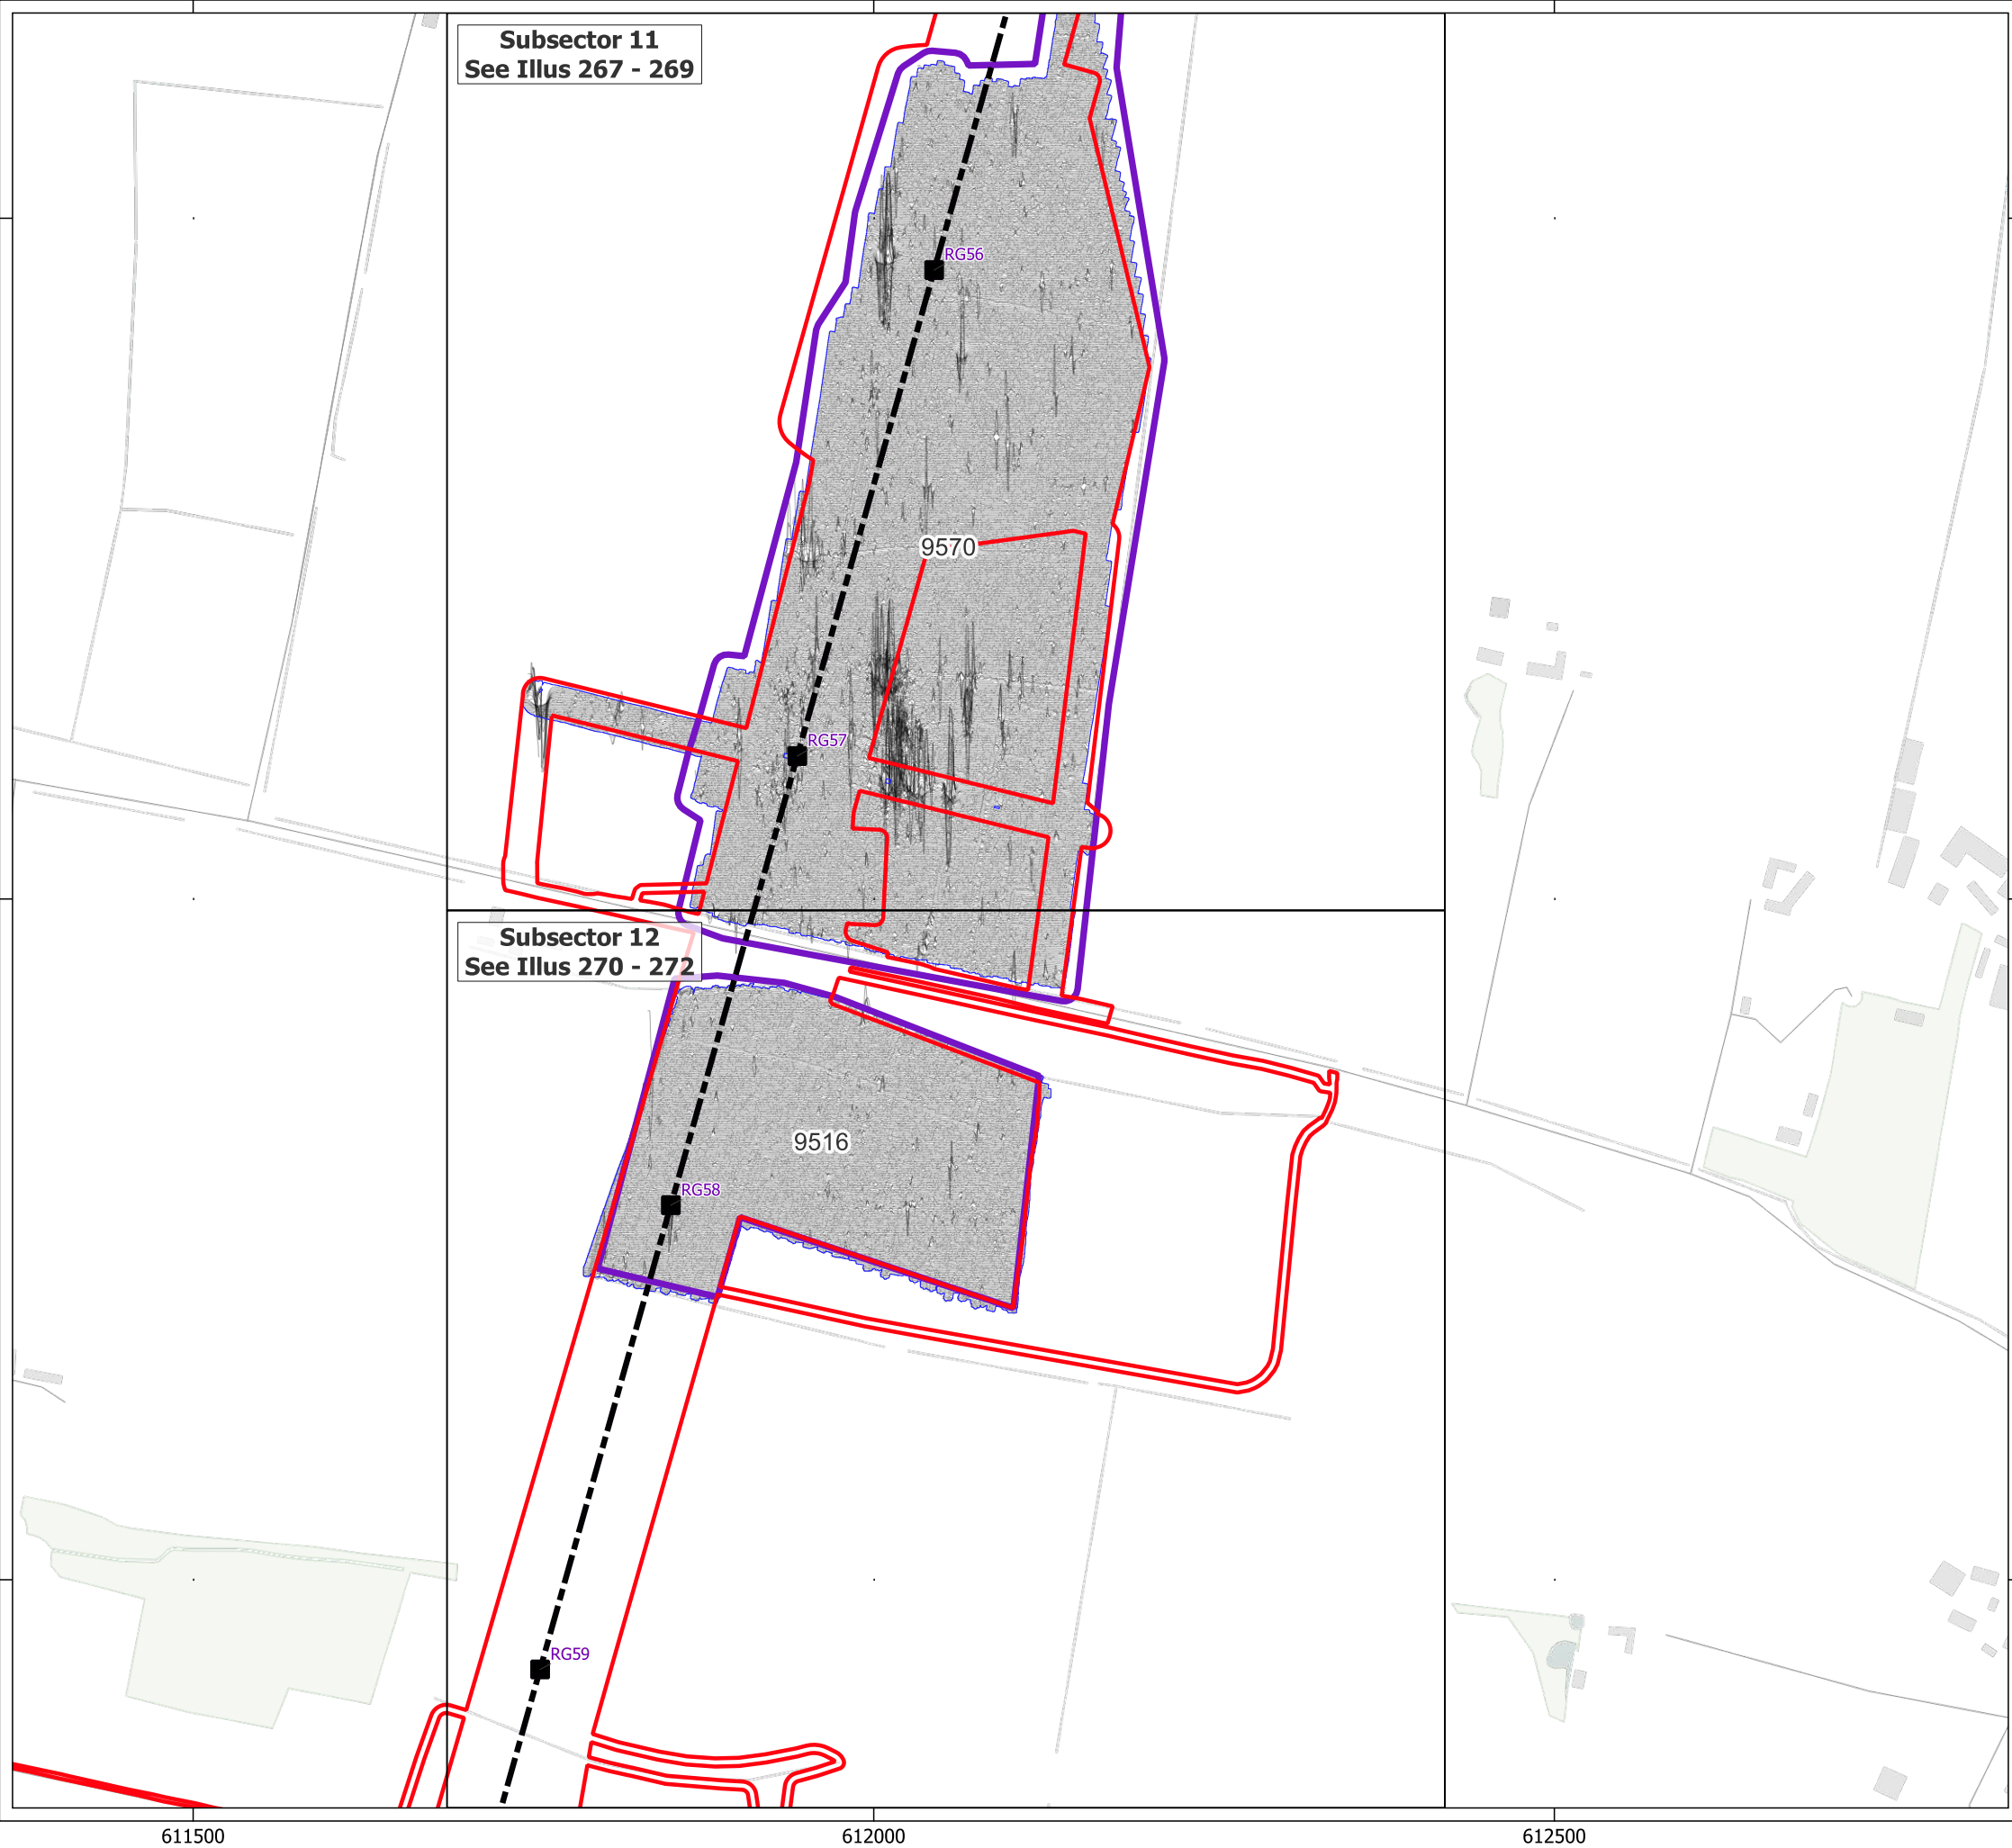 Subsector 11
See Illus 267 - 269
RG56
9570
RG57
Subsector 12
See Illus 270 - 272
9516
RG58
RG59
611500
612000
612500